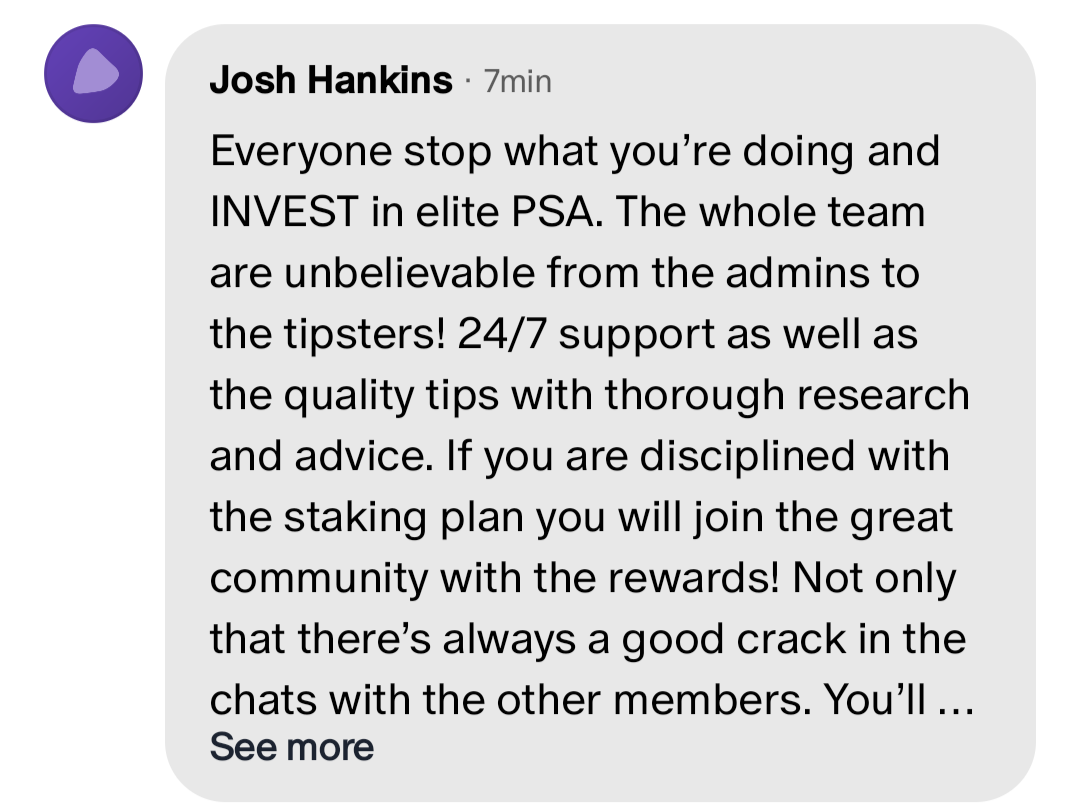 Josh Hankins · 7min
Everyone stop what you’re doing and
INVEST in elite PSA. The whole team
are unbelievable from the admins to
the tipsters! 24/7 support as well as
the quality tips with thorough research
and advice. If you are disciplined with
the staking plan you will join the great
community with the rewards! Not only
that there’s always a good crack in the
chats with the other members. You’ll ...
See more